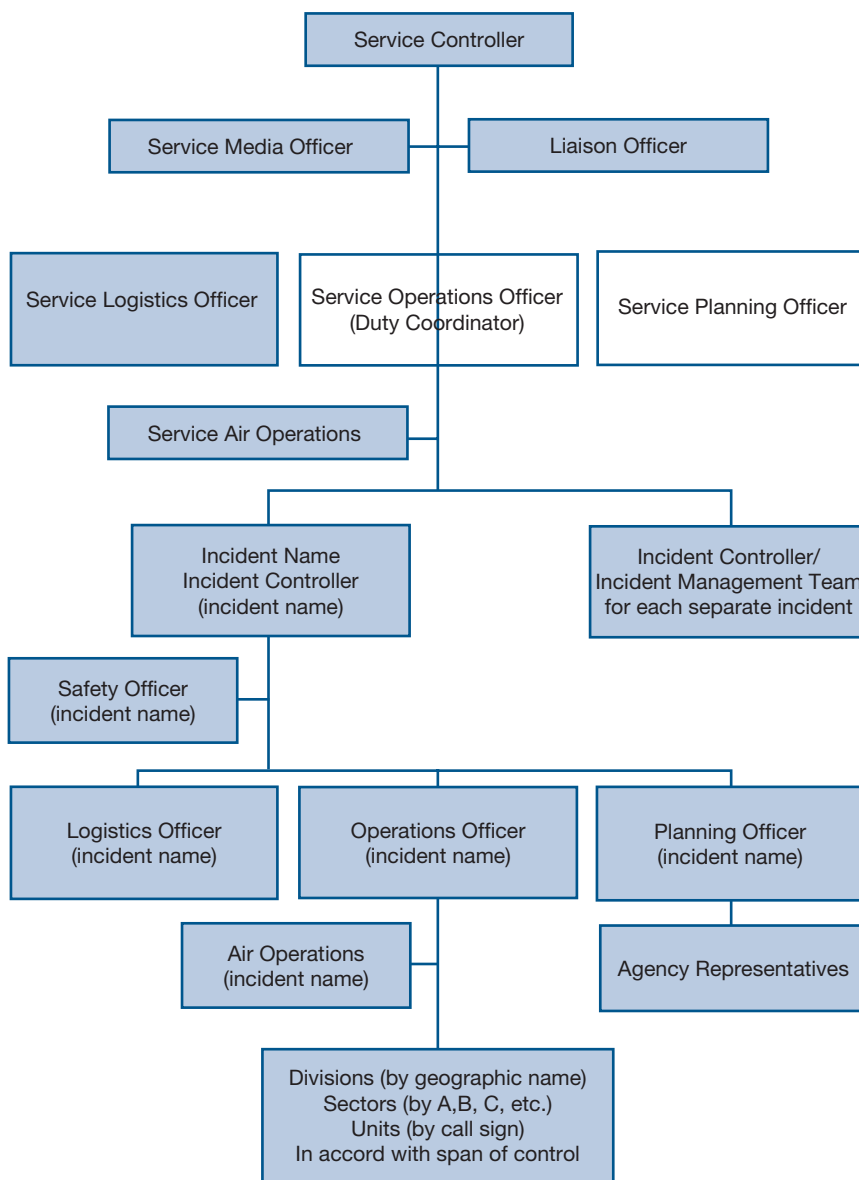 Service Controller
Service Media Officer
Liaison Officer
Service Logistics Officer
Service Operations Officer
(Duty Coordinator)
Service Planning Officer
Service Air Operations
Incident Name
Incident Controller
(incident name)
Incident Controller/
Incident Management Team
for each separate incident
Safety Officer
(incident name)
Logistics Officer
(incident name)
Operations Officer
(incident name)
Planning Officer
(incident name)
Air Operations
(incident name)
Agency Representatives
Divisions (by geographic name)
Sectors (by A,B, C, etc.)
Units (by call sign)
In accord with span of control